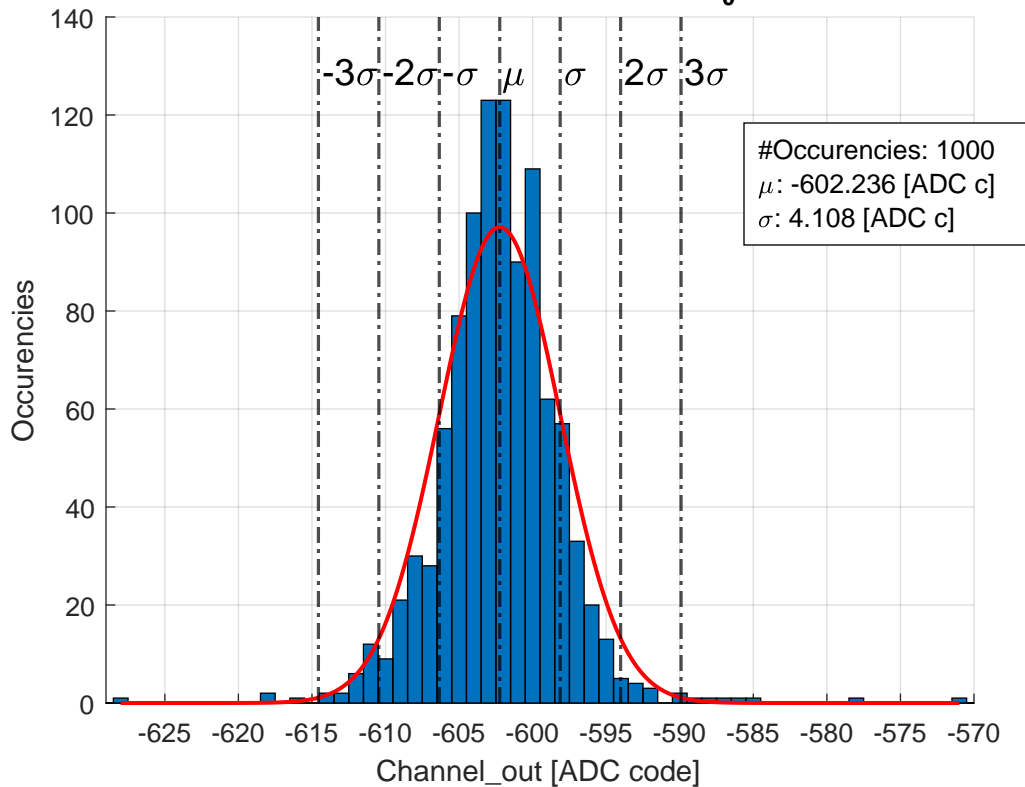 140
120
100
80
60
40
20
0
Occurencies
-3σ -2σ -σ μ σ 2σ 3σ
#Occurencies: 1000
μ: -602.236 [ADC c]
σ: 4.108 [ADC c]
-625 -620 -615 -610 -605 -600 -595 -590 -585 -580 -575 -570
Channel_out [ADC code]